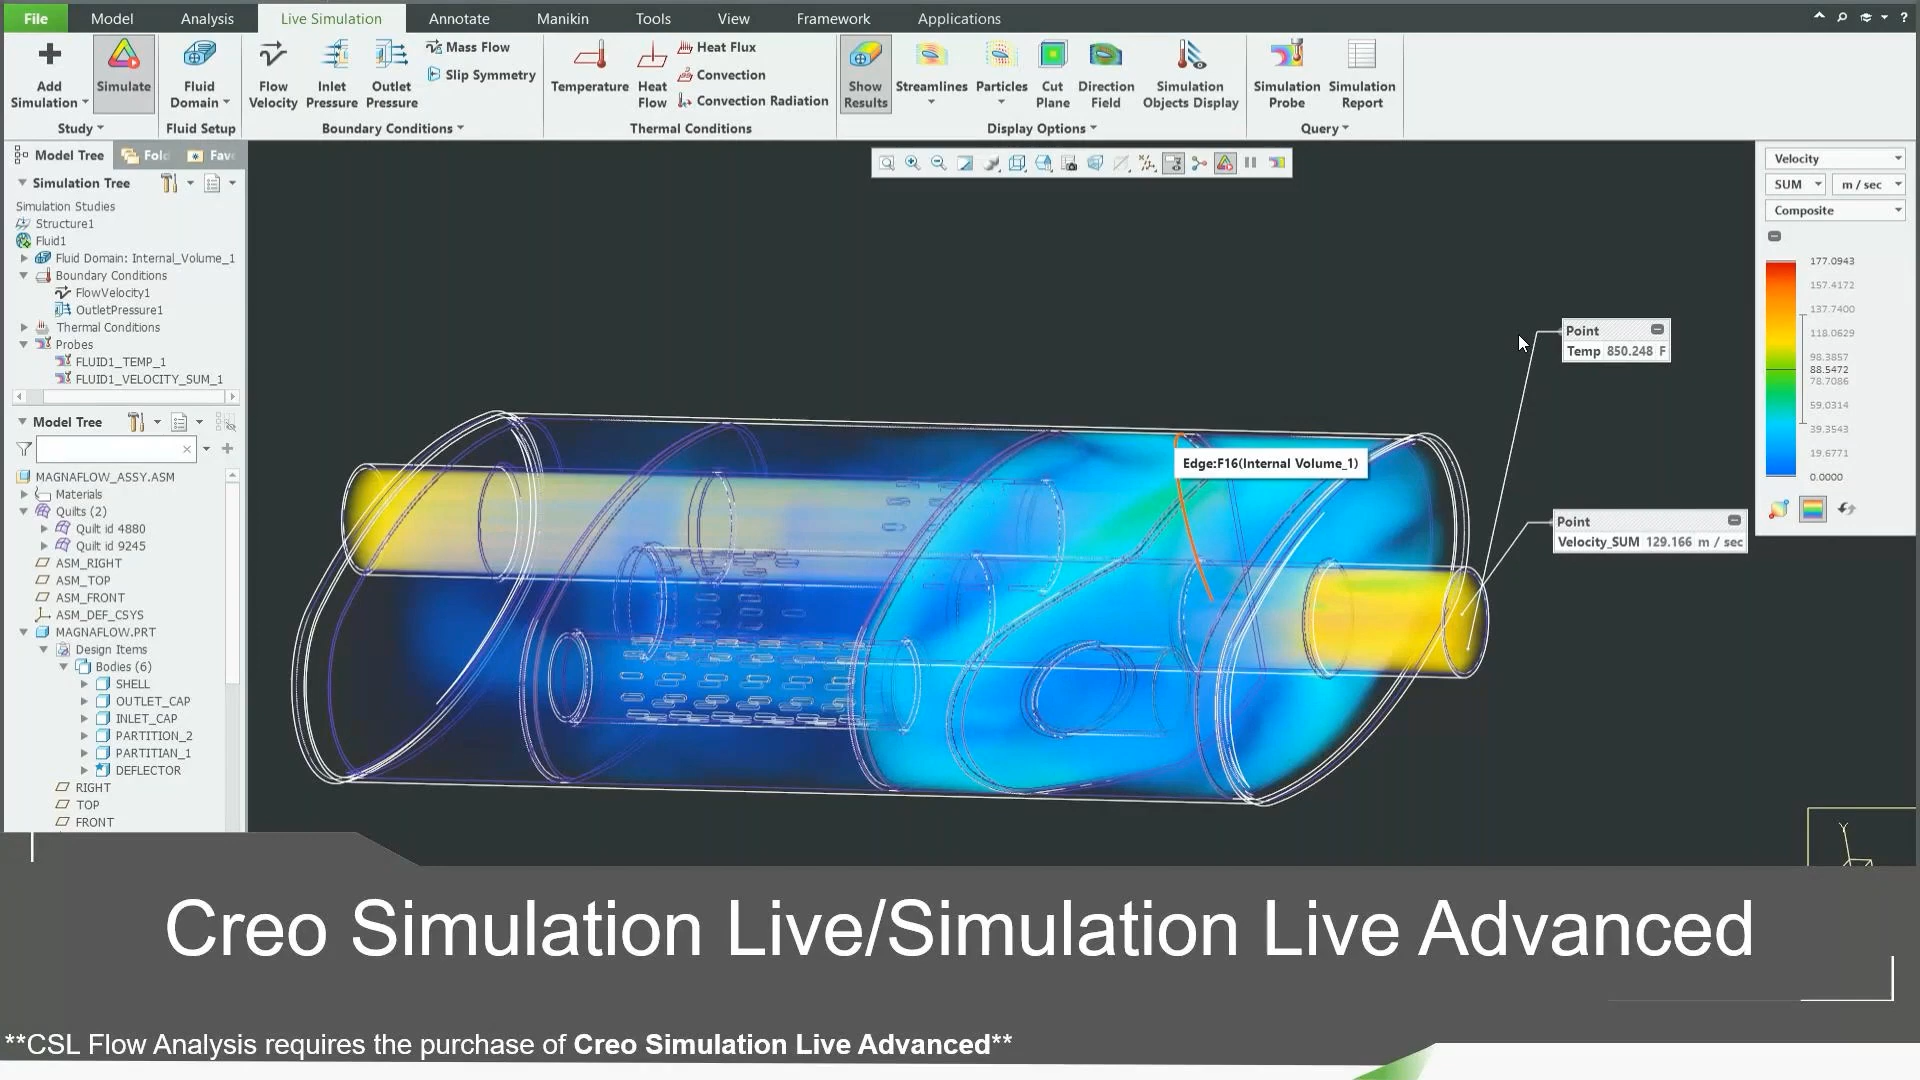 File Model Analysis Live Simulation Annotate Manikin Tools View Framework Applications
Add Simulation
Simulate
Fluid Domain
Flow Velocity
Inlet Pressure
Outlet Pressure
Mass Flow
Slip Symmetry
Temperature
Heat Flow
Heat Flux
Convection
Convection Radiation
Show Results
Streamlines
Particles
Cut Plane
Direction Field
Simulation Objects Display
Simulation Probe
Simulation Report
Study Fluid Setup Boundary Conditions Thermal Conditions Display Options Query
Model Tree Fol Fav
Simulation Tree
Simulation Studies
Structure1
Fluid1
Fluid Domain: Internal_Volume_1
Boundary Conditions
FlowVelocity1
OutletPressure1
Thermal Conditions
Probes
FLUID1_TEMP_1
FLUID1_VELOCITY_SUM_1
Model Tree
MAGNAFLOW_ASSY.ASM
Materials
Quilts (2)
Quilt id 4880
Quilt id 9245
ASM_RIGHT
ASM_TOP
ASM_FRONT
ASM_DEF_CSYS
MAGNAFLOW.PRT
Design Items
Bodies (6)
SHELL
OUTLET_CAP
INLET_CAP
PARTITION_2
PARTITIAN_1
DEFLECTOR
RIGHT
TOP
FRONT
Edge:F16(Internal Volume_1)
Point
Temp 850.248 F
Point
Velocity_SUM 129.166 m / sec
Velocity
SUM m / sec
Composite
177.0943
157.4172
137.7400
118.0629
98.3857
88.5472
78.7086
59.0314
39.3543
19.6771
0.0000
Y
Creo Simulation Live/Simulation Live Advanced
**CSL Flow Analysis requires the purchase of Creo Simulation Live Advanced**